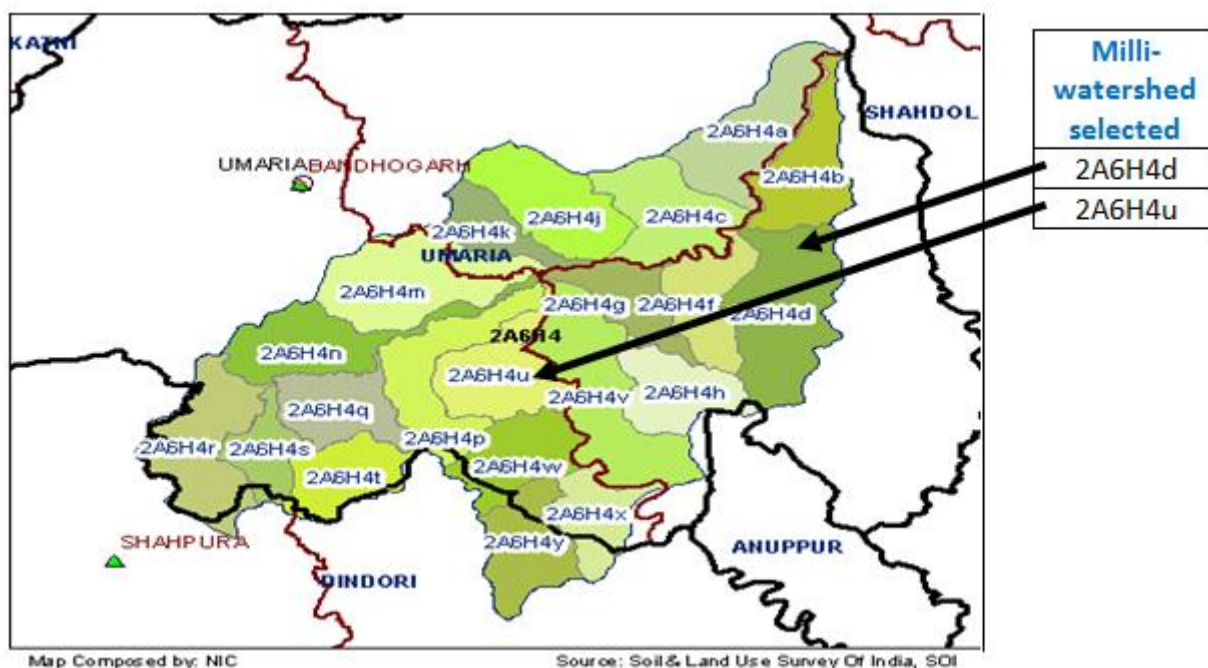 KATNI
UMARIA
BANDHOGARH
SHAHDOL
2A6H4a
2A6H4b
2A6H4j
2A6H4c
2A6H4k
UMARIA
2A6H4m
2A6H4g
2A6H4f
2A6H4d
2A6H4
2A6H4n
2A6H4u
2A6H4v
2A6H4h
2A6H4q
2A6H4p
2A6H4r
2A6H4s
2A6H4t
2A6H4w
2A6H4x
2A6H4y
SHAHPURA
DINDORI
ANUPPUR
Map Composed by: NIC
Source: Soil & Land Use Survey Of India, SOI
Milli-
watershed
selected
2A6H4d
2A6H4u